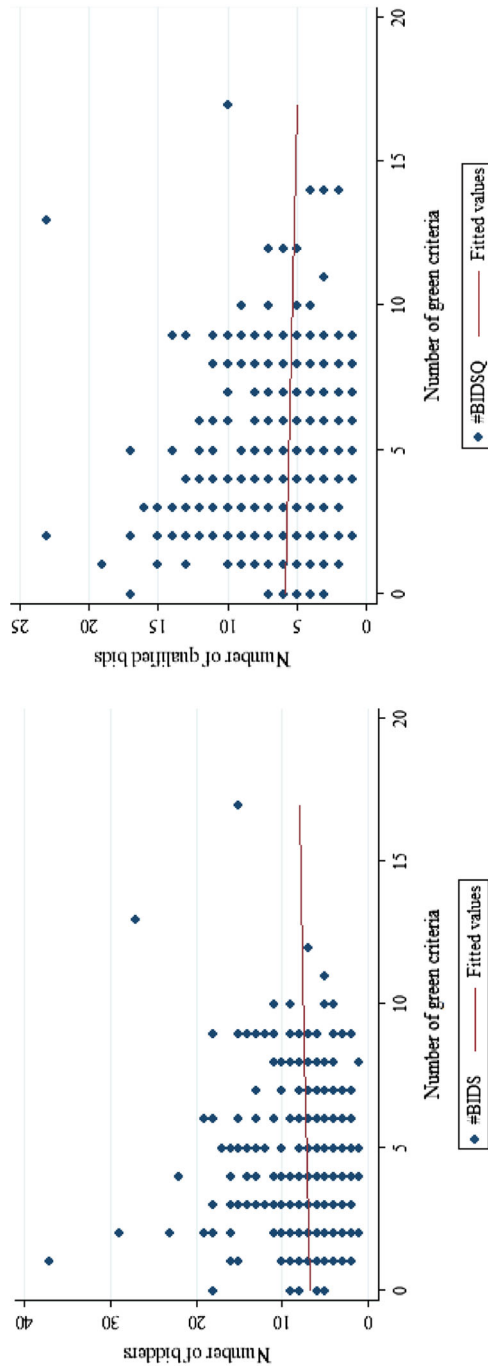 Number of bidders
40
30
20
10
0
0
5
10
15
20
Number of green criteria
#BIDS
Fitted values
Number of qualified bids
25
20
15
10
5
0
0
5
10
15
20
Number of green criteria
#BIDSQ
Fitted values